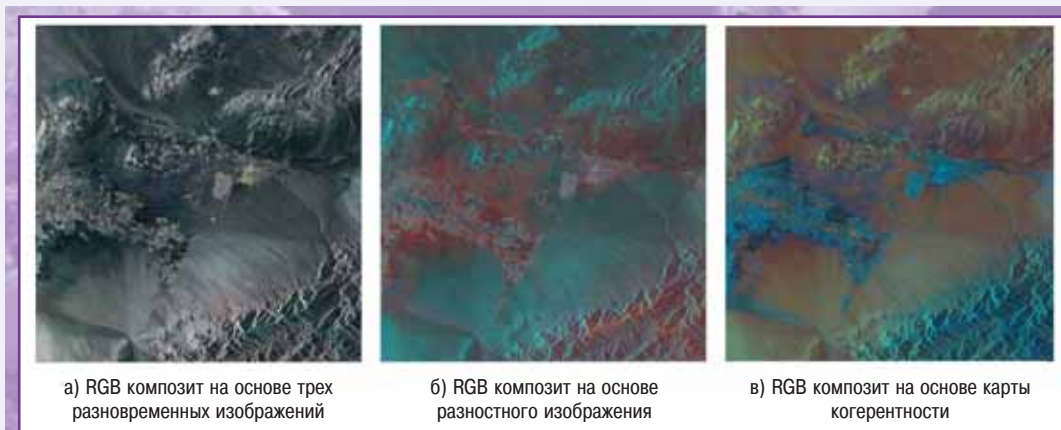 а) RGB композит на основе трех
разновременных изображений
б) RGB композит на основе
разностного изображения
в) RGB композит на основе карты
когерентности